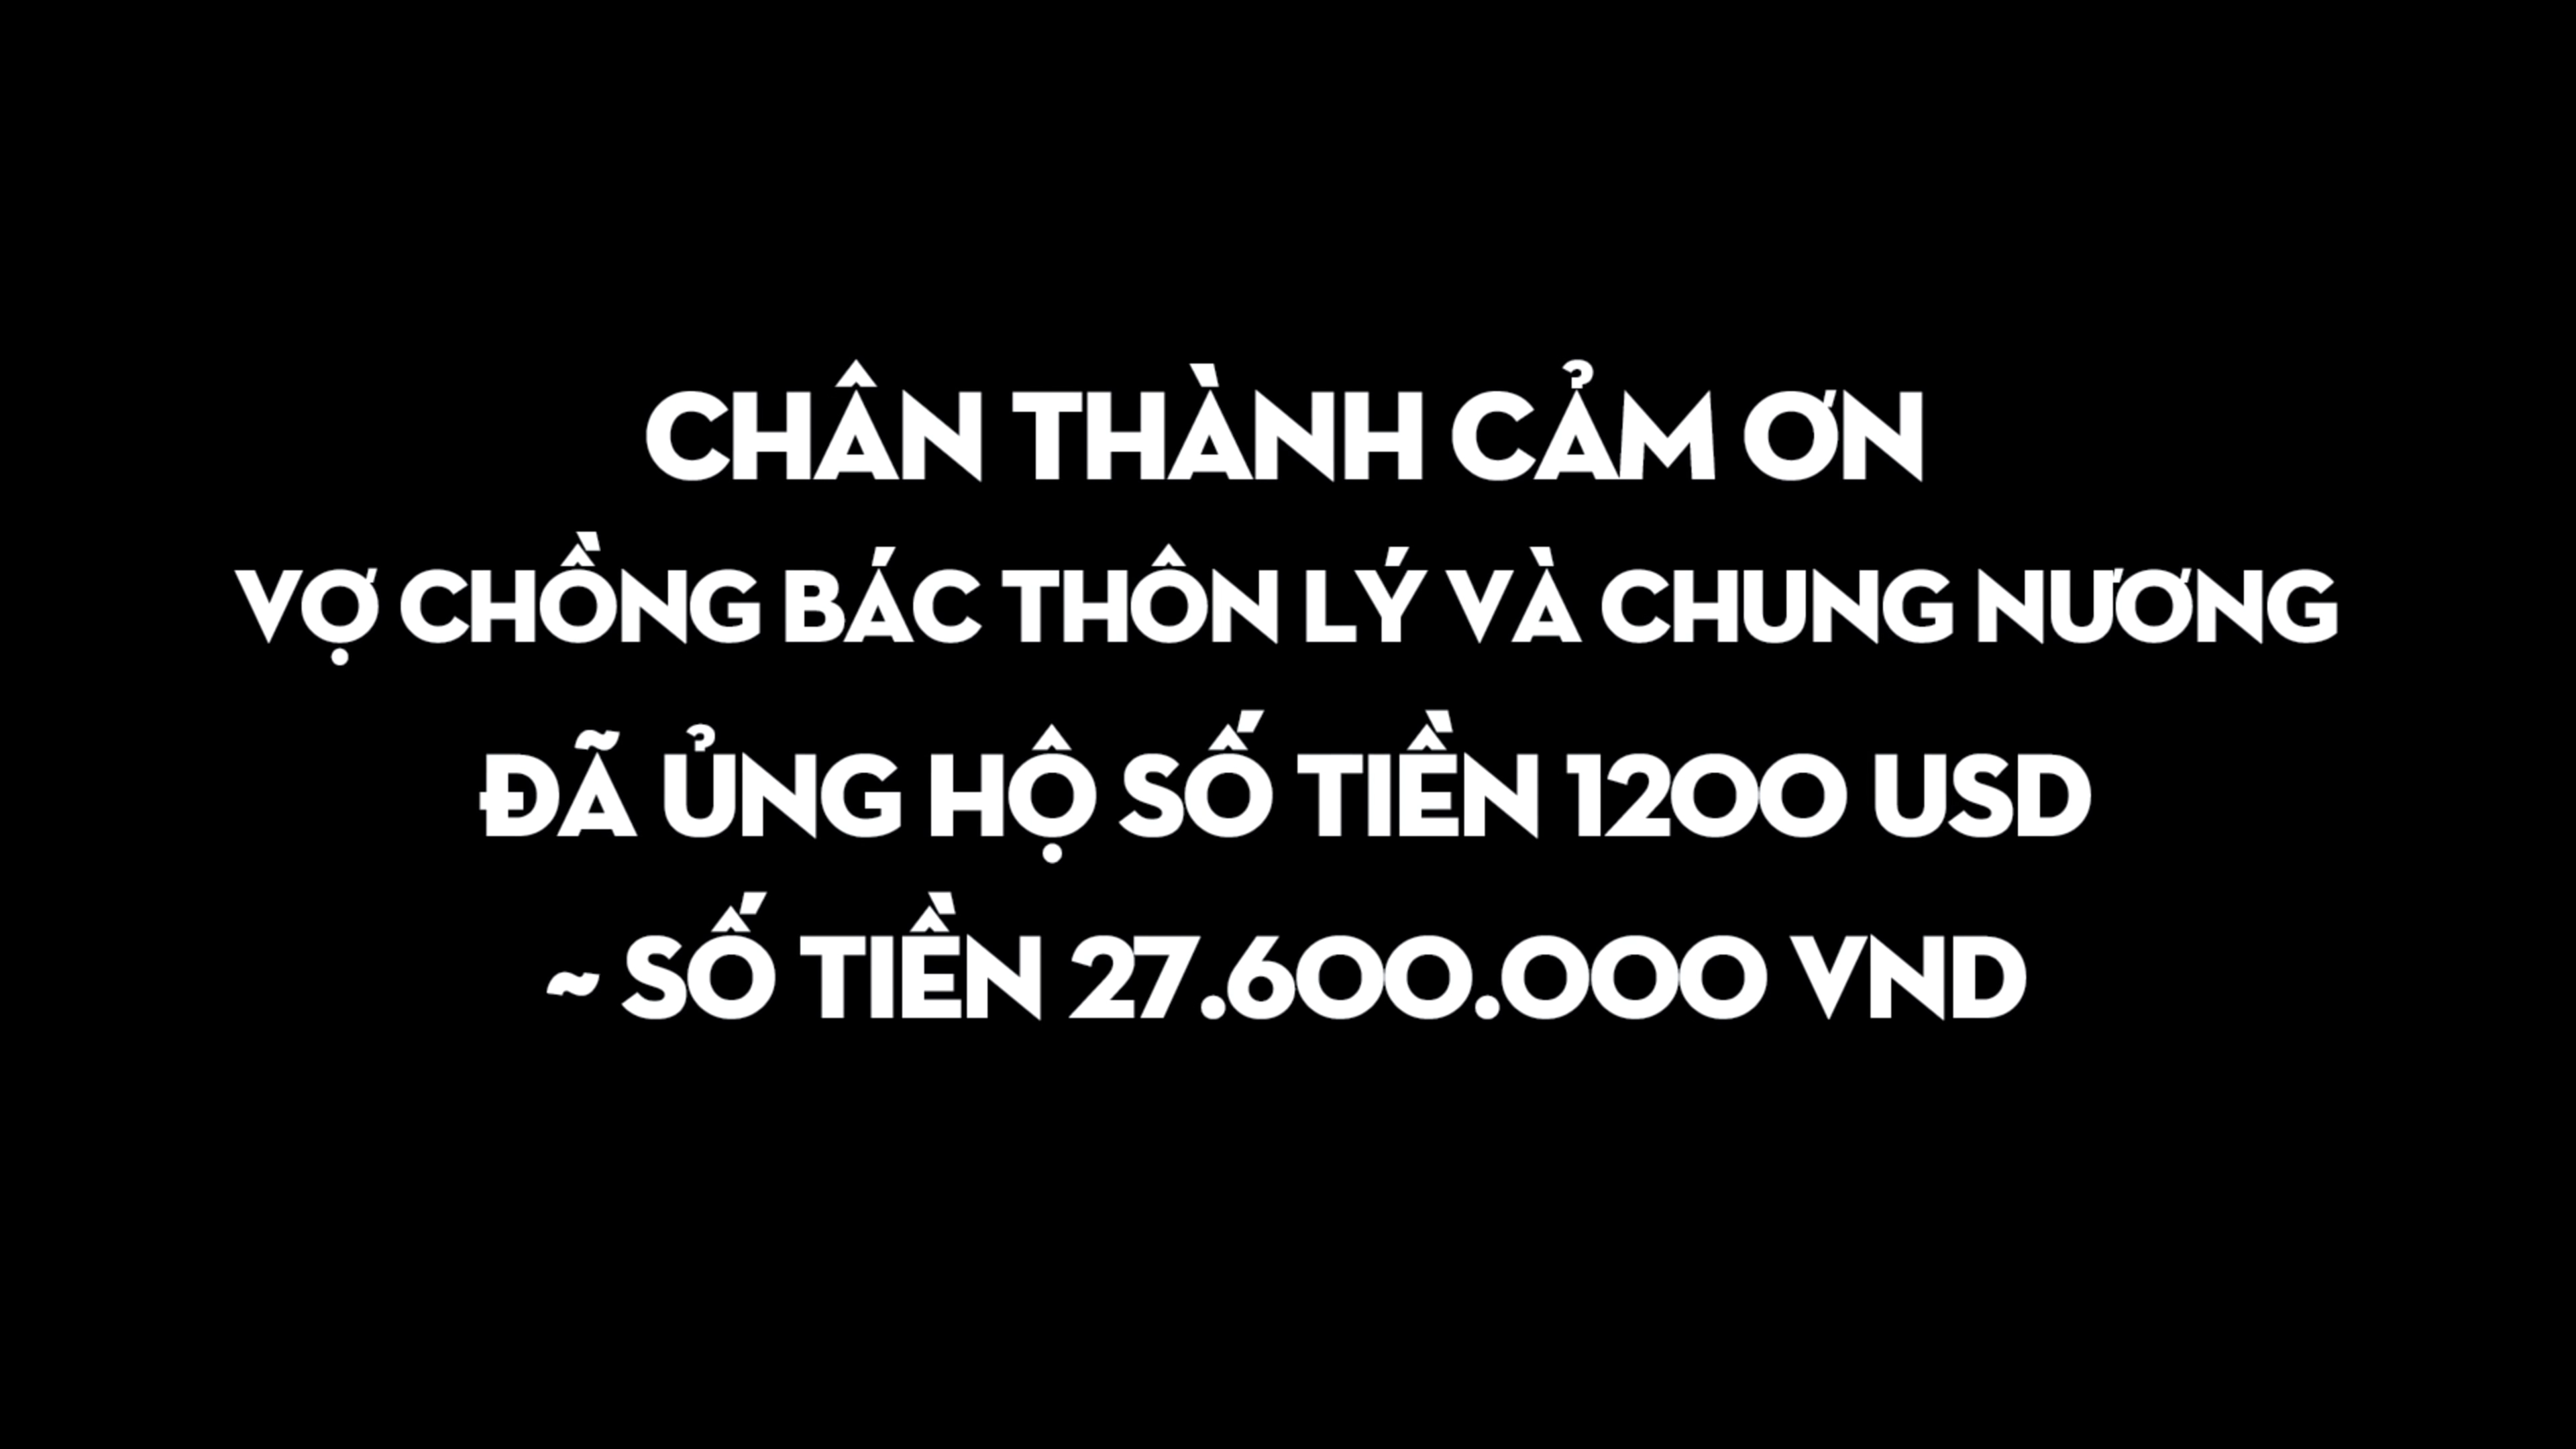 CHÂN THÀNH CẢM ƠN
VỢ CHỒNG BÁC THÔN LÝ VÀ CHUNG NƯƠNG
ĐÃ ỦNG HỘ SỐ TIỀN 1200 USD
~ SỐ TIỀN 27.600.000 VND